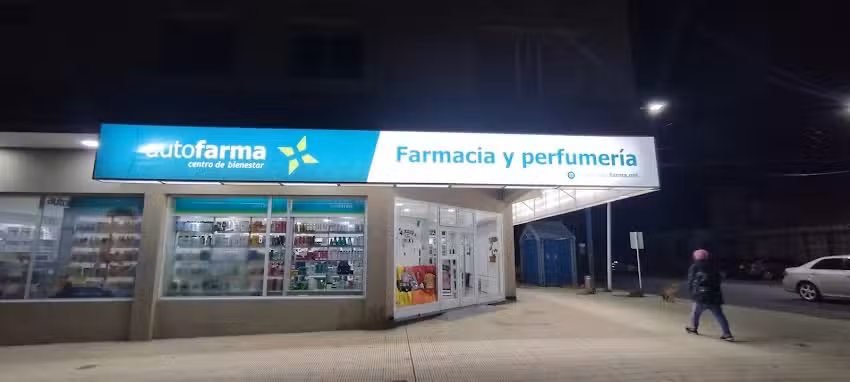 autofarma
centro de bienestar
Farmacia y perfumería